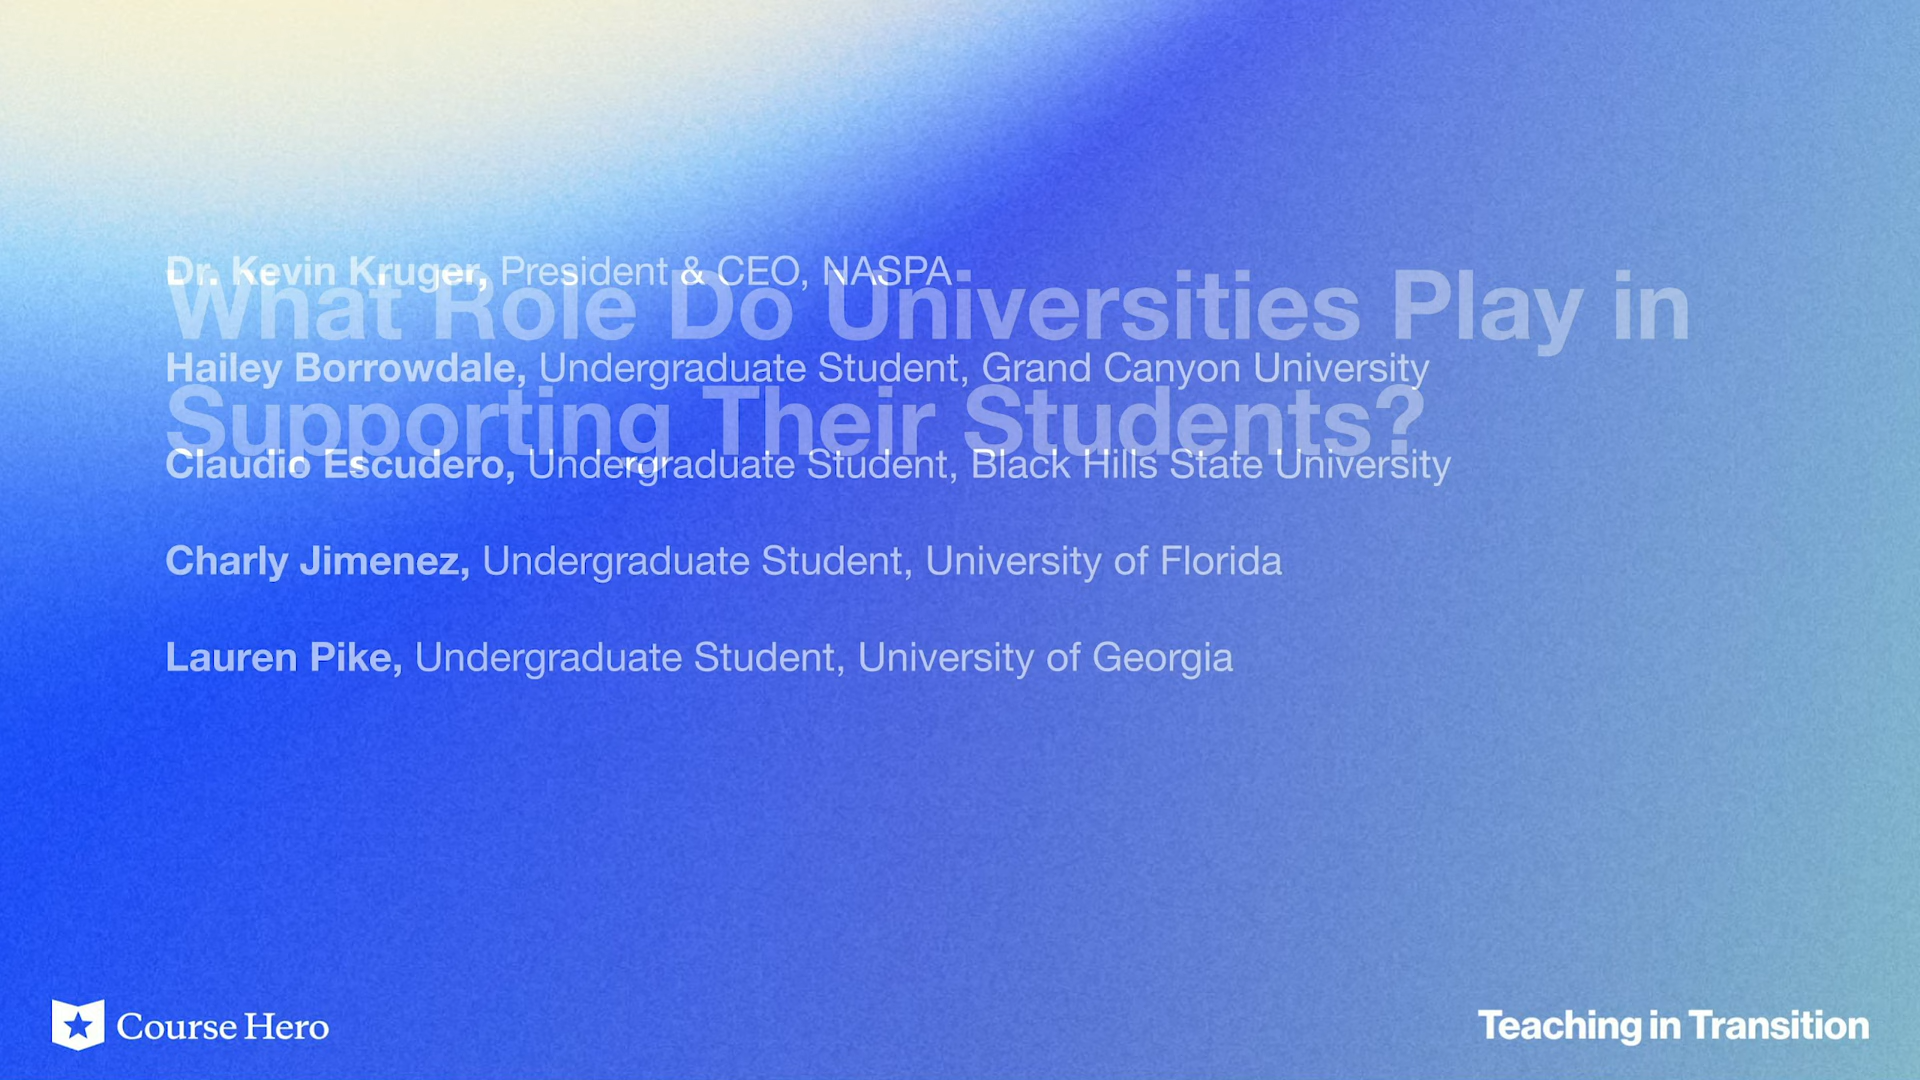 Dr. Kevin Kruger, President & CEO, NASPA
What Role Do Universities Play in
Hailey Borrowdale, Undergraduate Student, Grand Canyon University
Supporting Their Students?
Claudio Escudero, Undergraduate Student, Black Hills State University
Charly Jimenez, Undergraduate Student, University of Florida
Lauren Pike, Undergraduate Student, University of Georgia
Course Hero
Teaching in Transition